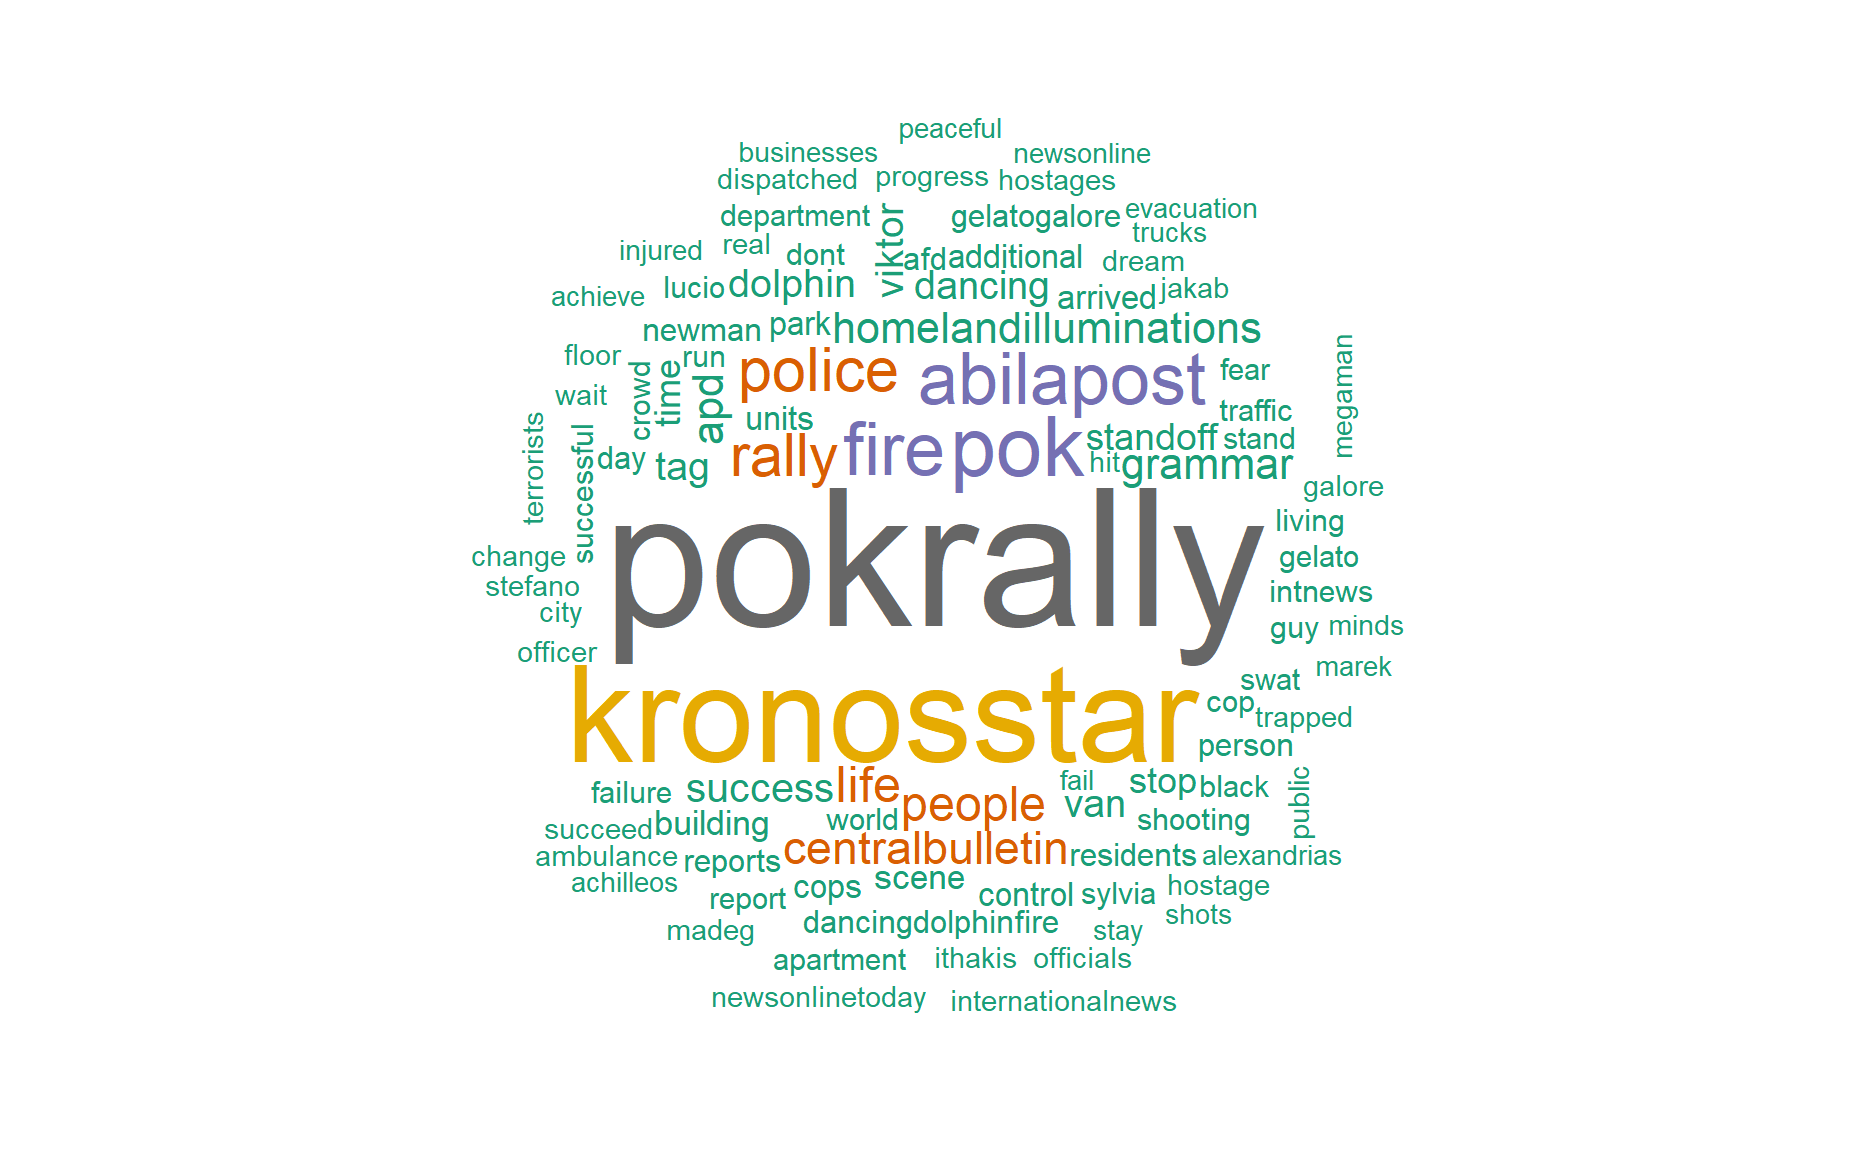 peaceful
businesses newsonline
dispatched progress hostages
department viktor gelatogalore evacuation
trucks
injured real dont afd additional dream
achieve lucio dolphin dancing arrived jakab
newman park homelandilluminations
floor run police abilapost fear megaman
wait crowd time apd units traffic
terrorists successful day tag rally fire pok standoff stand
hit grammar
galore
pokrally living
change gelato
stefano intnews
city guy minds
officer marek
kronosstar swat
cop trapped
person
failure success life people fail van stop black public
succeed building world shooting
ambulance reports centralbulletin residents alexandrias
achilleos report cops scene control sylvia hostage
madeg dancingdolphinfire stay shots
apartment ithakis officials
newsonlinetoday internationalnews